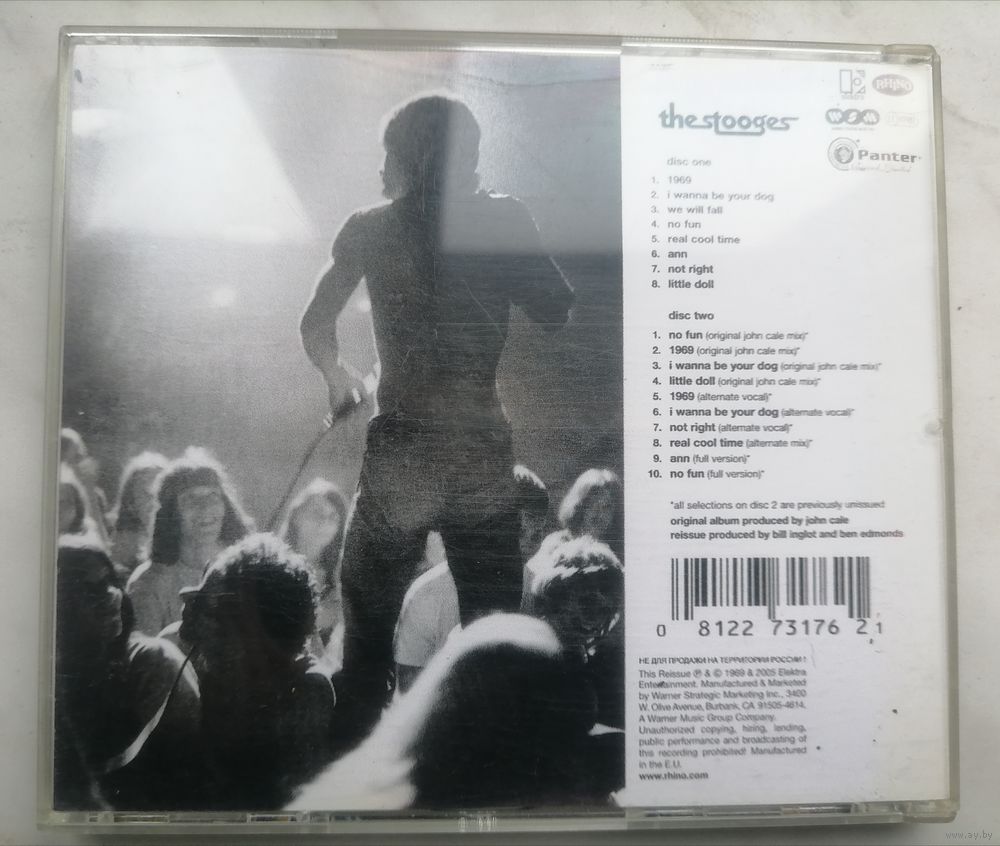 RHINO
thestooges
WSM
Panter
disc one
1. 1969
2. i wanna be your dog
3. we will fall
4. no fun
5. real cool time
6. ann
7. not right
8. little doll
disc two
1. no fun (original john cale mix)*
2. 1969 (original john cale mix)*
3. i wanna be your dog (original john cale mix)*
4. little doll (original john cale mix)*
5. 1969 (alternate vocal)*
6. i wanna be your dog (alternate vocal)*
7. not right (alternate vocal)*
8. real cool time (alternate mix)*
9. ann (full version)*
10. no fun (full version)*
*all selections on disc 2 are previously unissued
original album produced by john cale
reissue produced by bill inglot and ben edmonds
0 8122 73176 2 1
НЕ ДЛЯ ПРОДАЖИ НА ТЕРРИТОРИИ РОССИИ!
This Reissue ℗ & © 1969 & 2005 Elektra
Entertainment. Manufactured & Marketed
by Warner Strategic Marketing Inc., 3400
W. Olive Avenue, Burbank, CA 91505-4614.
A Warner Music Group Company.
Unauthorized copying, hiring, lending,
public performance and broadcasting of
this recording prohibited! Manufactured
in the E.U.
www.rhino.com
www.ay.by